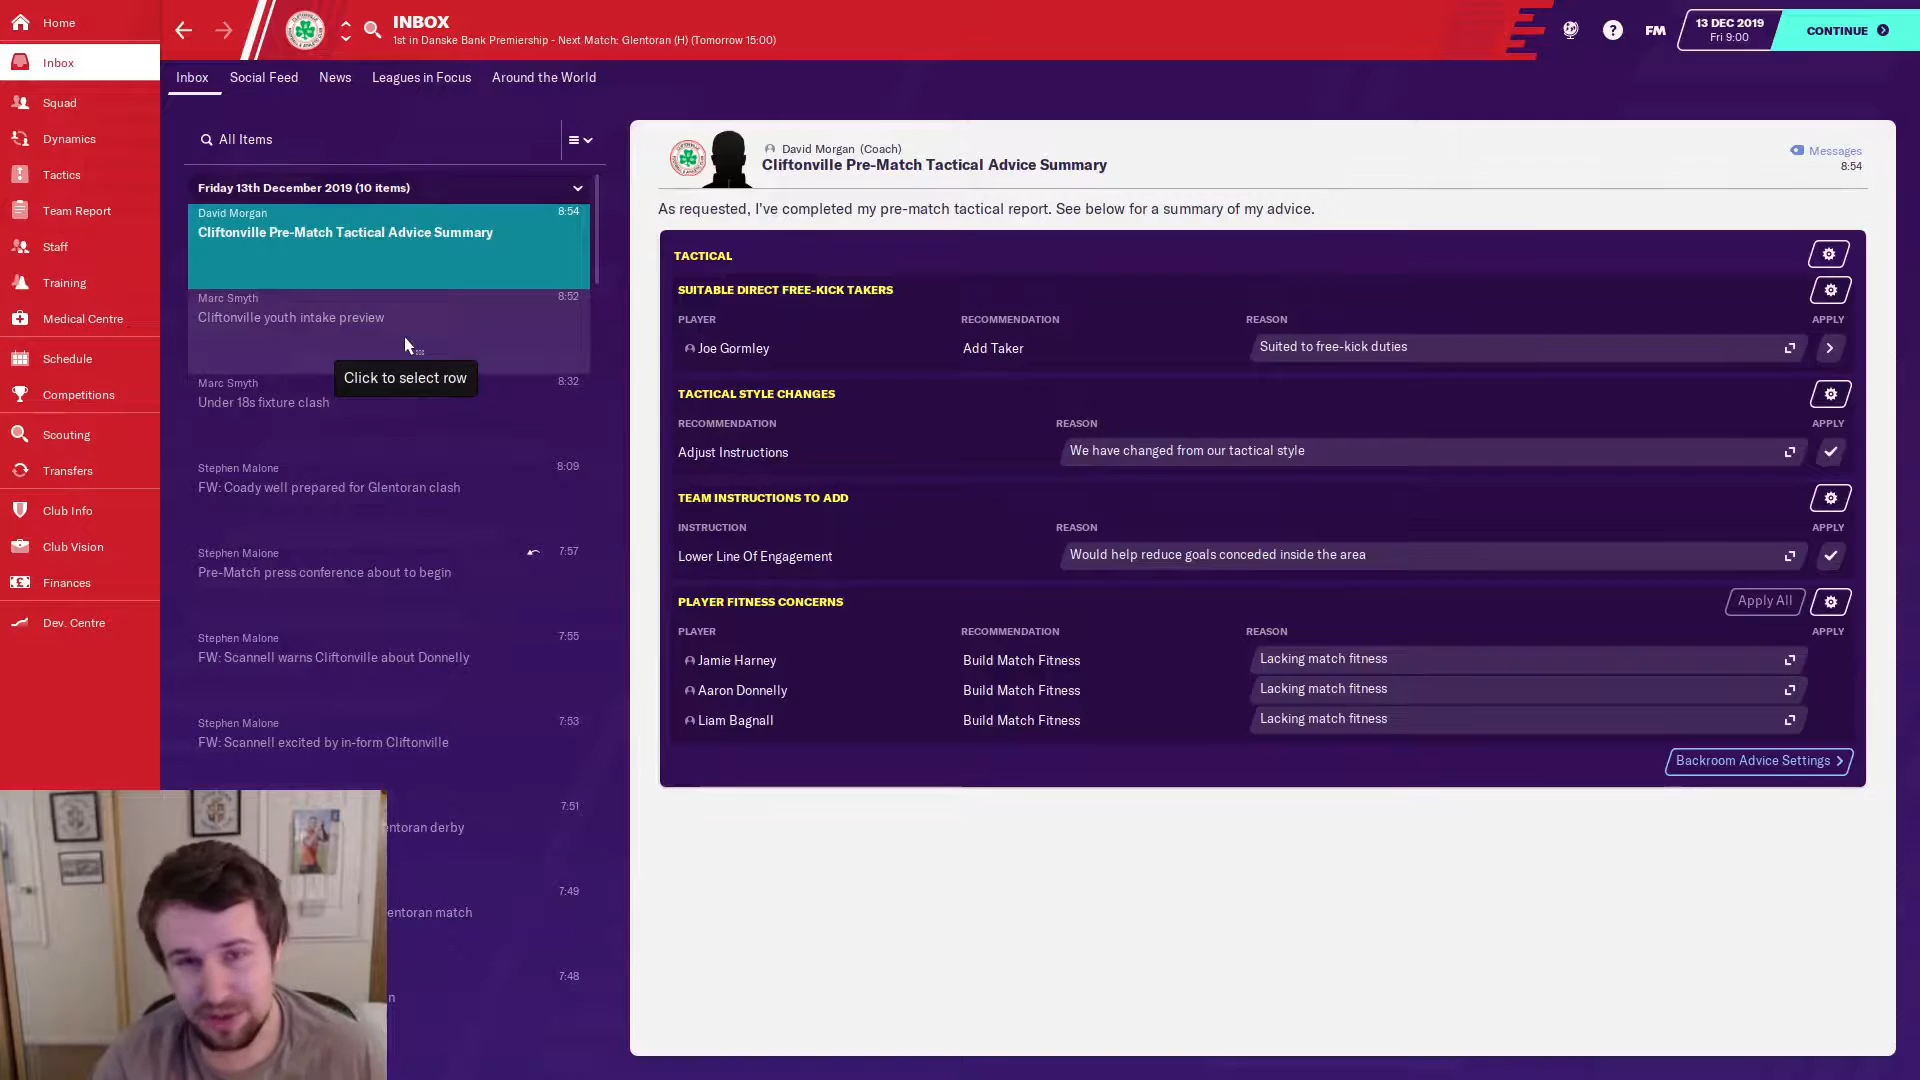 Home
Inbox
Squad
Dynamics
Tactics
Team Report
Staff
Training
Medical Centre
Schedule
Competitions
Scouting
Transfers
Club Info
Club Vision
Finances
Dev. Centre
INBOX
1st in Danske Bank Premiership - Next Match: Glentoran (H) (Tomorrow 15:00)
FM
13 DEC 2019
Fri 9:00
CONTINUE
Inbox Social Feed News Leagues in Focus Around the World
All Items
Friday 13th December 2019 (10 items)
David Morgan 8:54
Cliftonville Pre-Match Tactical Advice Summary
Marc Smyth 8:52
Cliftonville youth intake preview
Click to select row
Marc Smyth 8:32
Under 18s fixture clash
Stephen Malone 8:09
FW: Coady well prepared for Glentoran clash
Stephen Malone 7:57
Pre-Match press conference about to begin
Stephen Malone 7:55
FW: Scannell warns Cliftonville about Donnelly
Stephen Malone 7:53
FW: Scannell excited by in-form Cliftonville
7:51
entoran derby
7:49
entoran match
7:48
n
David Morgan (Coach)
Cliftonville Pre-Match Tactical Advice Summary
Messages
8:54
As requested, I've completed my pre-match tactical report. See below for a summary of my advice.
TACTICAL
SUITABLE DIRECT FREE-KICK TAKERS
PLAYER RECOMMENDATION REASON APPLY
Joe Gormley Add Taker Suited to free-kick duties
TACTICAL STYLE CHANGES
RECOMMENDATION REASON APPLY
Adjust Instructions We have changed from our tactical style
TEAM INSTRUCTIONS TO ADD
INSTRUCTION REASON APPLY
Lower Line Of Engagement Would help reduce goals conceded inside the area
PLAYER FITNESS CONCERNS Apply All
PLAYER RECOMMENDATION REASON APPLY
Jamie Harney Build Match Fitness Lacking match fitness
Aaron Donnelly Build Match Fitness Lacking match fitness
Liam Bagnall Build Match Fitness Lacking match fitness
Backroom Advice Settings